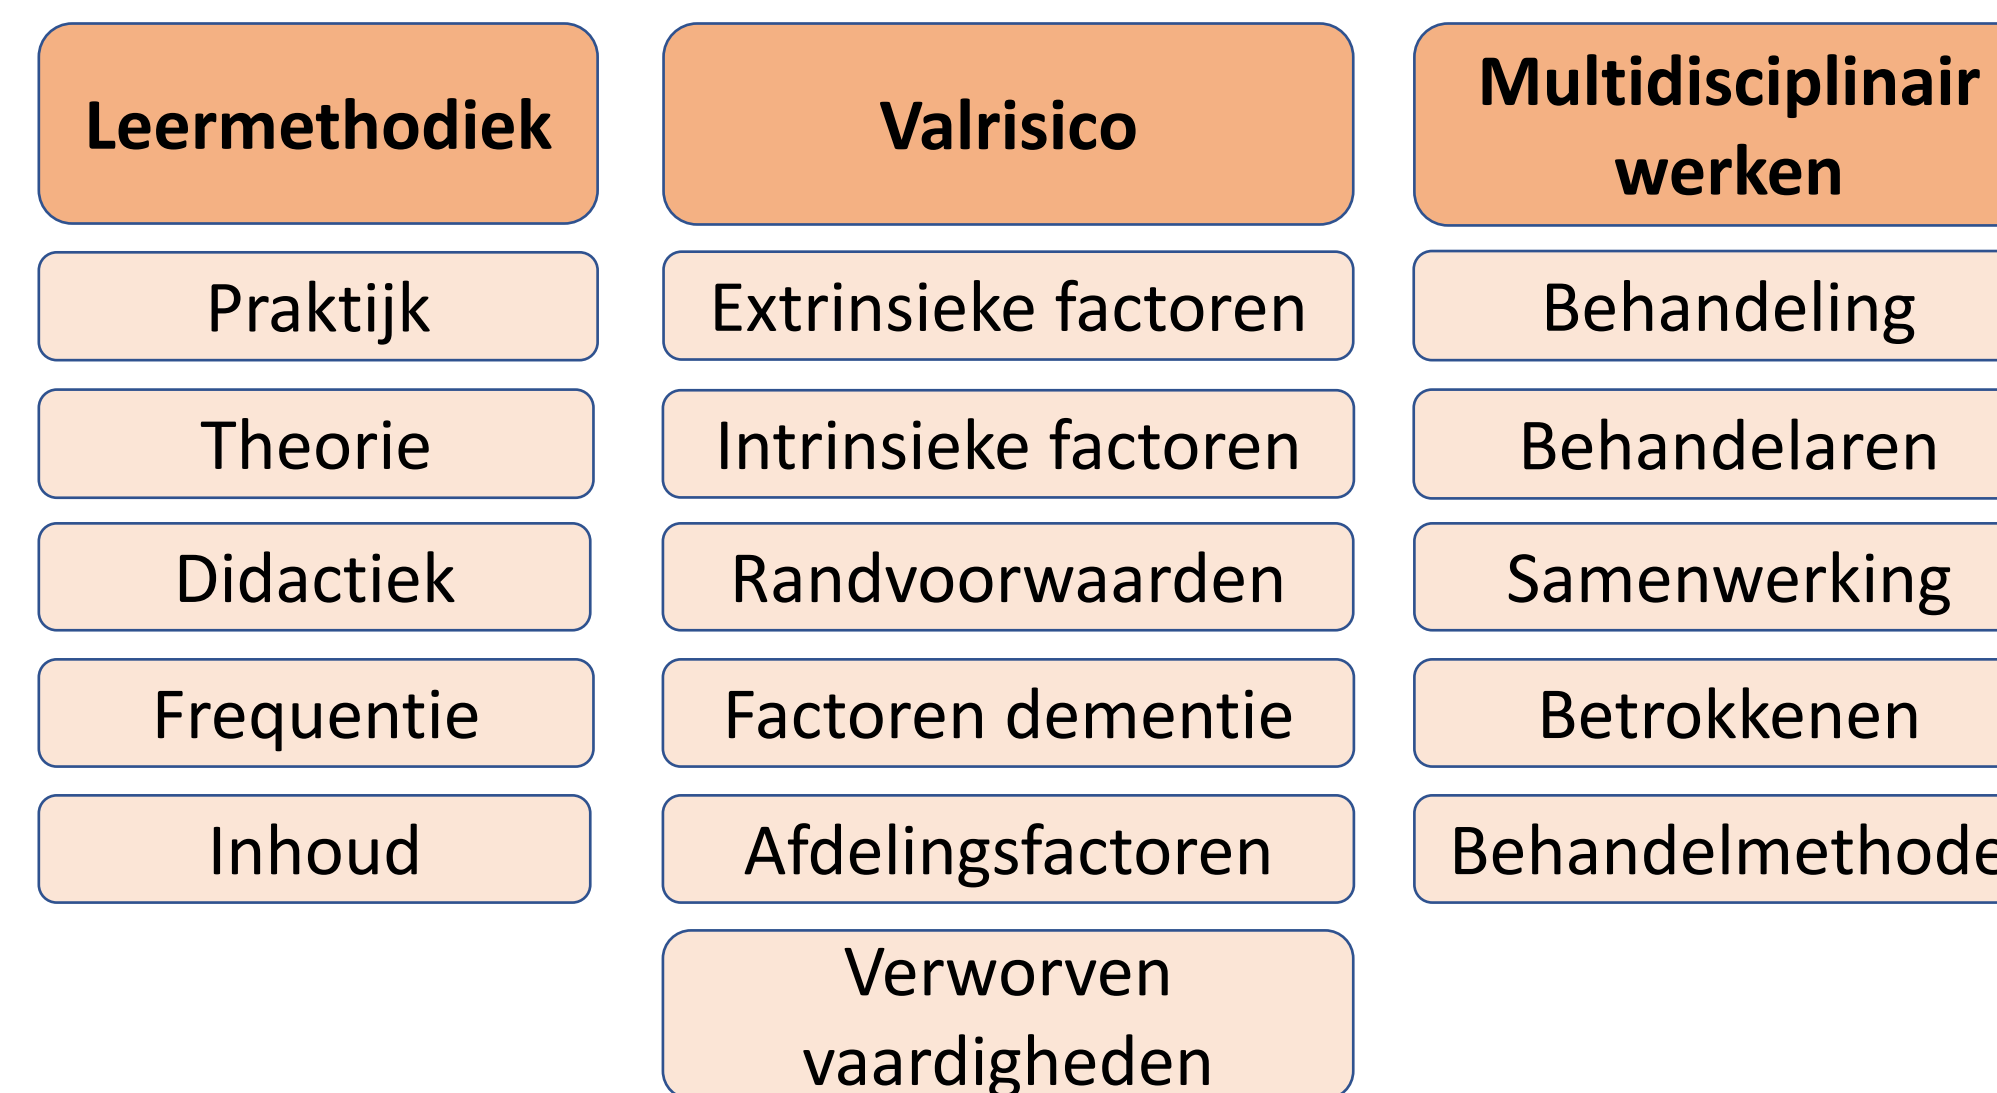 Leermethodiek
Praktijk
Theorie
Didactiek
Frequentie
Inhoud
Valrisico
Extrinsieke factoren
Intrinsieke factoren
Randvoorwaarden
Factoren dementie
Afdelingsfactoren
Verworven
vaardigheden
Multidisciplinair
werken
Behandeling
Behandelaren
Samenwerking
Betrokkenen
Behandelmethode